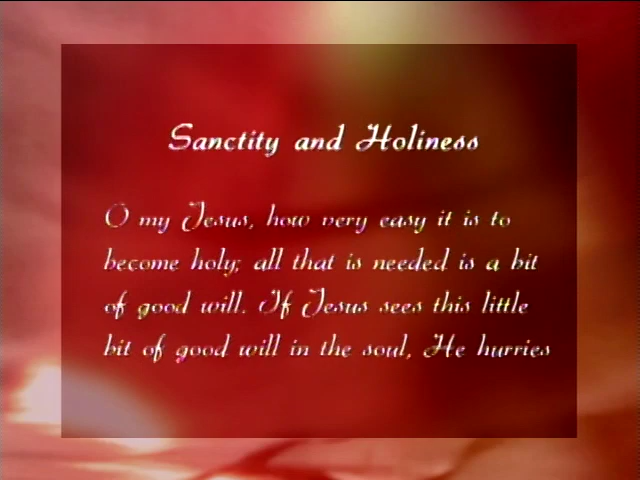 Sanctity and Holiness
O my Jesus, how very easy it is to
become holy; all that is needed is a bit
of good will. If Jesus sees this little
bit of good will in the soul, He hurries